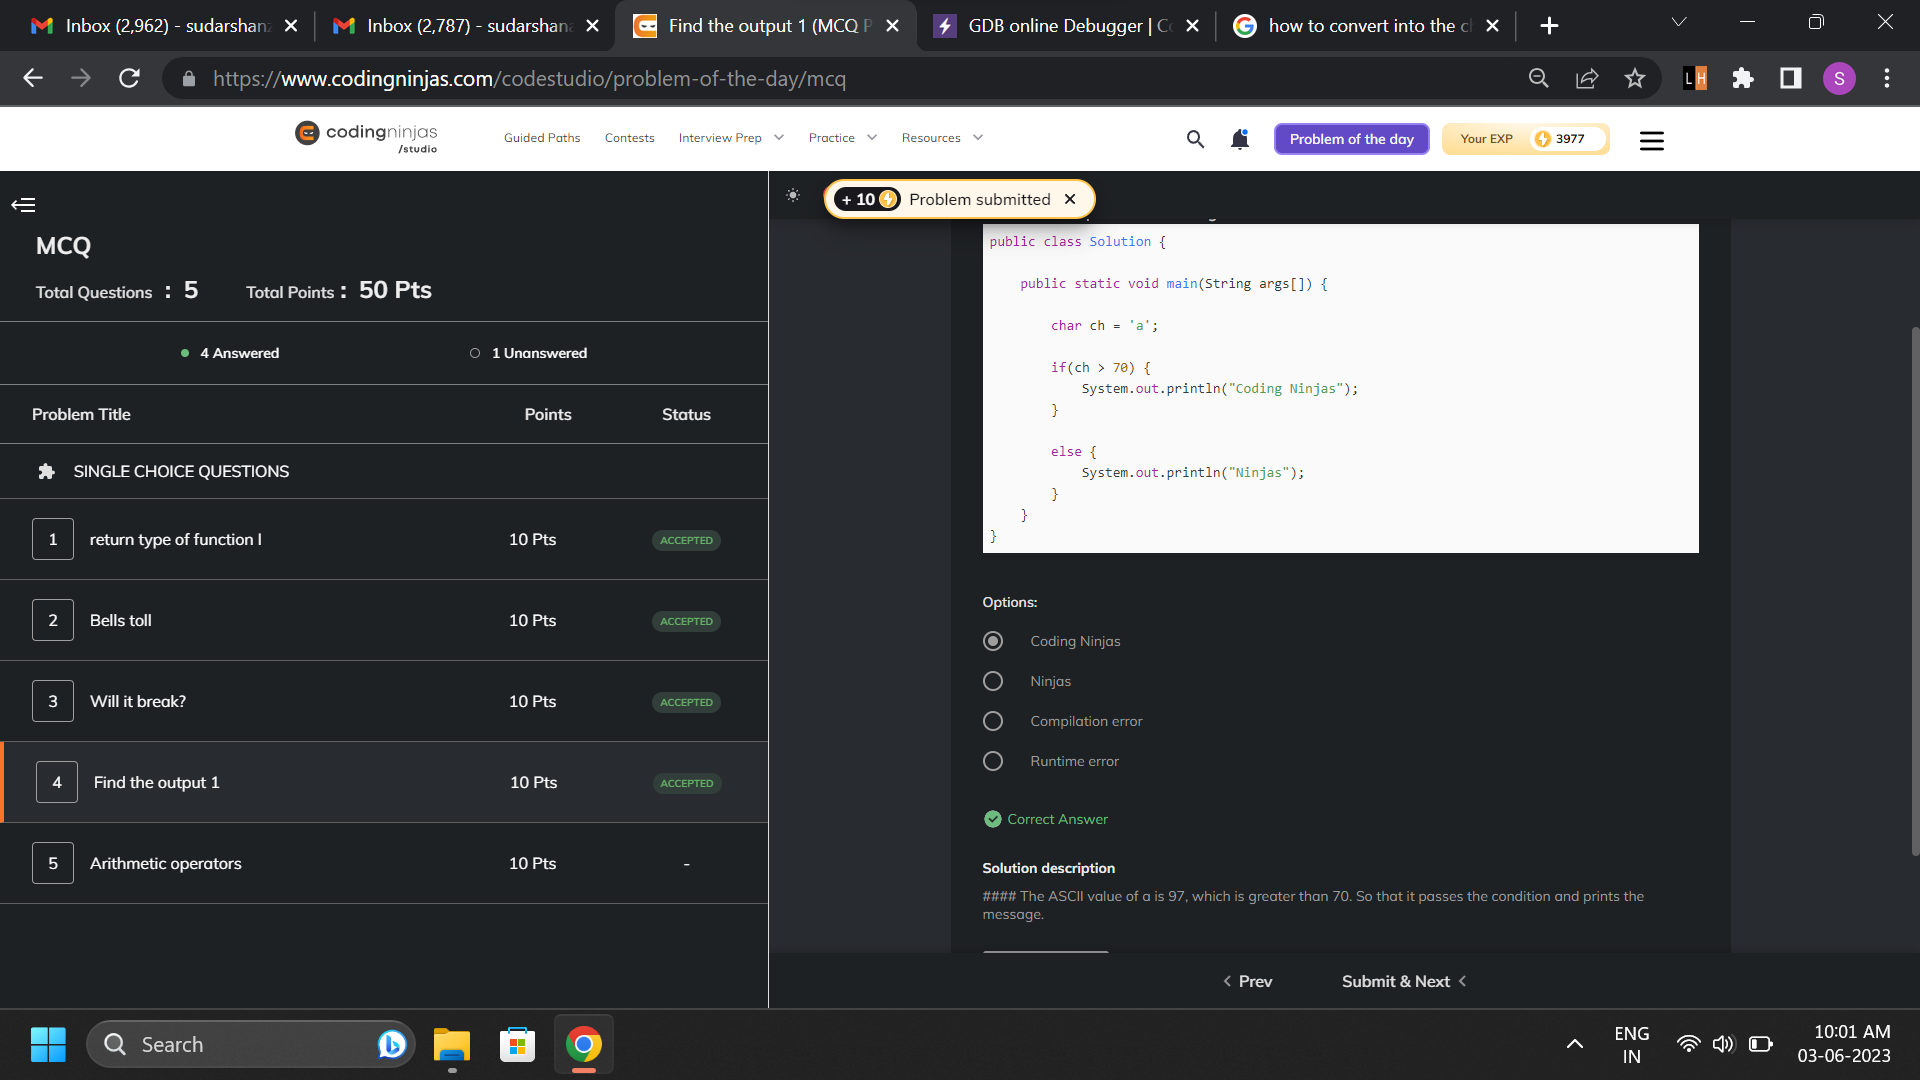 Inbox (2,962) - sudarshan
Inbox (2,787) - sudarshan
Find the output 1 (MCQ P
GDB online Debugger | Co
how to convert into the c
https://www.codingninjas.com/codestudio/problem-of-the-day/mcq
L H
S
codingninjas
/studio
Guided Paths
Contests
Interview Prep
Practice
Resources
Problem of the day
Your EXP
3977
+ 10
Problem submitted
MCQ
Total Questions : 5
Total Points : 50 Pts
4 Answered
1 Unanswered
Problem Title
Points
Status
SINGLE CHOICE QUESTIONS
1
return type of function I
10 Pts
ACCEPTED
2
Bells toll
10 Pts
ACCEPTED
3
Will it break?
10 Pts
ACCEPTED
4
Find the output 1
10 Pts
ACCEPTED
5
Arithmetic operators
10 Pts
-
public class Solution {
public static void main(String args[]) {
char ch = 'a';
if(ch > 70) {
System.out.println("Coding Ninjas");
}
else {
System.out.println("Ninjas");
}
}
}
Options:
Coding Ninjas
Ninjas
Compilation error
Runtime error
Correct Answer
Solution description
#### The ASCII value of a is 97, which is greater than 70. So that it passes the condition and prints the
message.
Prev
Submit & Next
Search
ENG
IN
10:01 AM
03-06-2023